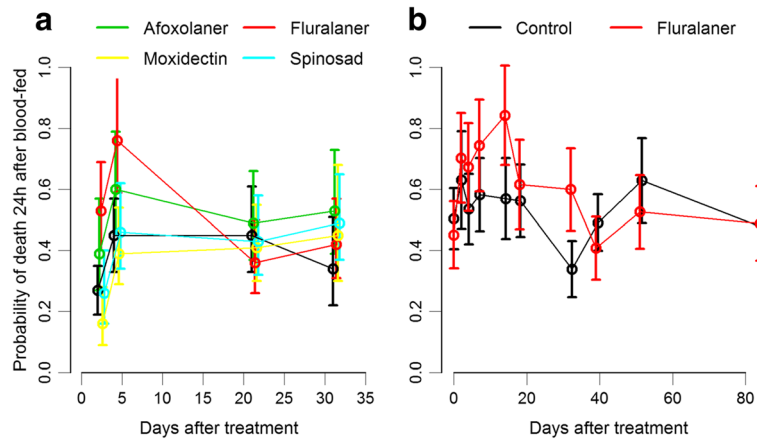 a
Afoxolaner Fluralaner
Moxidectin Spinosad
Probability of death 24h after blood-fed
0.0 0.2 0.4 0.6 0.8 1.0
0 5 10 15 20 25 30 35
Days after treatment
b
Control Fluralaner
0.0 0.2 0.4 0.6 0.8 1.0
0 20 40 60 80
Days after treatment